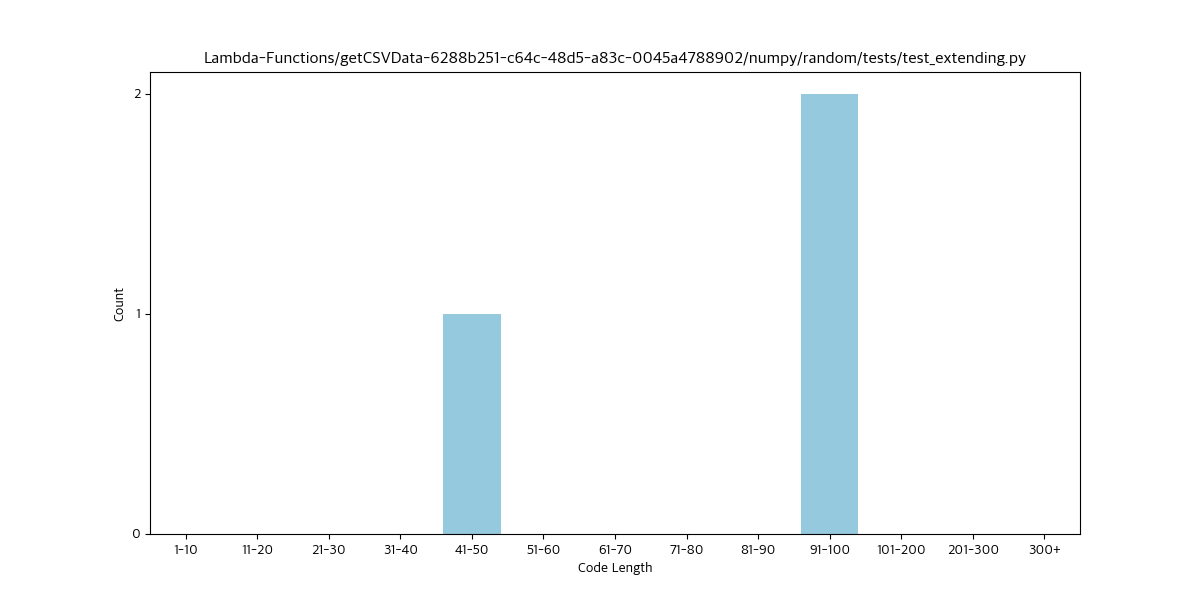 Lambda-Functions/getCSVData-6288b251-c64c-48d5-a83c-0045a4788902/numpy/random/tests/test_extending.py
2
1
0
Count
1-10 11-20 21-30 31-40 41-50 51-60 61-70 71-80 81-90 91-100 101-200 201-300 300+
Code Length